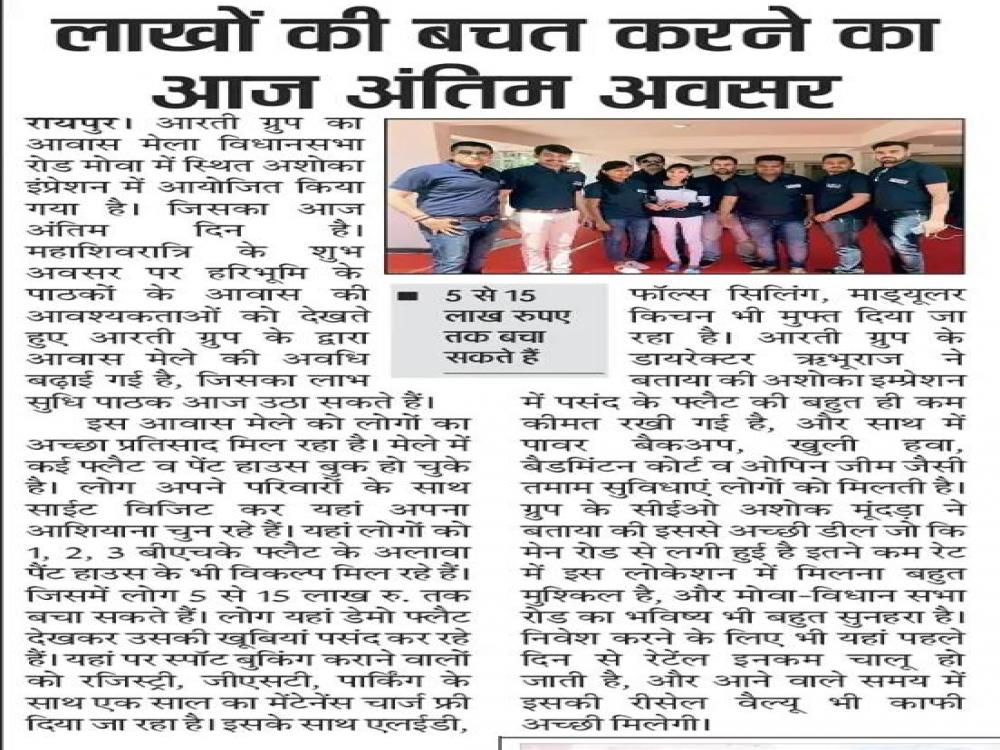 लाखों की बचत करने का
आज अंतिम अवसर
रायपुर। आरती ग्रुप का
आवास मेला विधानसभा
रोड मोवा में स्थित अशोका
इंप्रेशन में आयोजित किया
गया है। जिसका आज
अंतिम दिन है।
महाशिवरात्रि के शुभ
अवसर पर हरिभूमि के
पाठकों के आवास की
आवश्यकताओं को देखते
हुए आरती ग्रुप के द्वारा
आवास मेले की अवधि
बढ़ाई गई है, जिसका लाभ
सुधि पाठक आज उठा सकते हैं।
इस आवास मेले को लोगों का
अच्छा प्रतिसाद मिल रहा है। मेले में
कई फ्लैट व पेंट हाउस बुक हो चुके
है। लोग अपने परिवारों के साथ
साईट विजिट कर यहां अपना
आशियाना चुन रहे हैं। यहां लोगों को
1, 2, 3 बीएचके फ्लैट के अलावा
पैंट हाउस के भी विकल्प मिल रहे हैं।
जिसमें लोग 5 से 15 लाख रु. तक
बचा सकते हैं। लोग यहां डेमो फ्लैट
देखकर उसकी खूबियां पसंद कर रहे
हैं। यहां पर स्पॉट बुकिंग कराने वालों
को रजिस्ट्री, जीएसटी, पार्किंग के
साथ एक साल का मेंटेनेंस चार्ज फ्री
दिया जा रहा है। इसके साथ एलईडी,
■ 5 से 15
लाख रुपए
तक बचा
सकते हैं
फॉल्स सिलिंग, माड्यूलर
किचन भी मुफ्त दिया जा
रहा है। आरती ग्रुप के
डायरेक्टर ऋभूराज ने
बताया की अशोका इम्प्रेशन
में पसंद के फ्लैट की बहुत ही कम
कीमत रखी गई है, और साथ में
पावर बैकअप, खुली हवा,
बैडमिंटन कोर्ट व ओपिन जीम जैसी
तमाम सुविधाएं लोगों को मिलती है।
ग्रुप के सीईओ अशोक मूंदड़ा ने
बताया की इससे अच्छी डील जो कि
मेन रोड से लगी हुई है इतने कम रेट
में इस लोकेशन में मिलना बहुत
मुश्किल है, और मोवा-विधान सभा
रोड का भविष्य भी बहुत सुनहरा है।
निवेश करने के लिए भी यहां पहले
दिन से रेटेंल इनकम चालू हो
जाती है, और आने वाले समय में
इसकी रीसेल वैल्यू भी काफी
अच्छी मिलेगी।